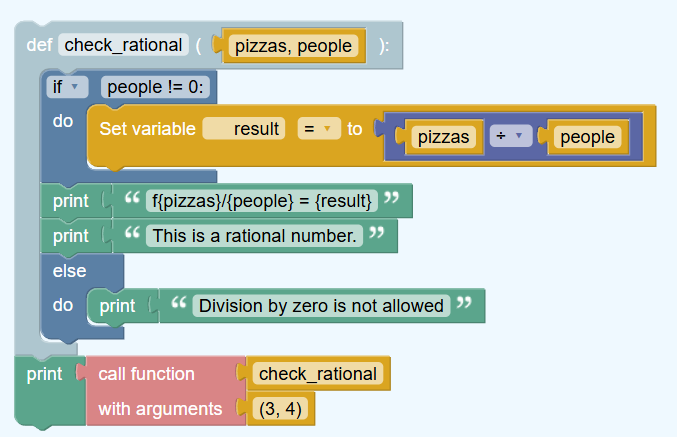 def check_rational ( pizzas, people ):
if people != 0:
do Set variable result = to pizzas ÷ people
print “ f{pizzas}/{people} = {result} ”
print “ This is a rational number. ”
else
do print “ Division by zero is not allowed ”
print call function check_rational
with arguments (3, 4)